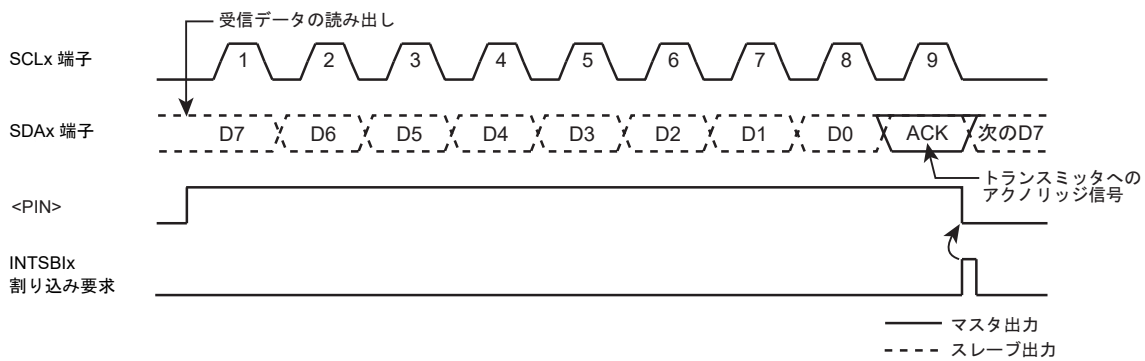 受信データの読み出し
SCLx 端子
1 2 3 4 5 6 7 8 9
SDAx 端子
D7 D6 D5 D4 D3 D2 D1 D0 ACK 次のD7
トランスミッタへの
アクノリッジ信号
<PIN>
INTSBIx
割り込み要求
マスタ出力
スレーブ出力